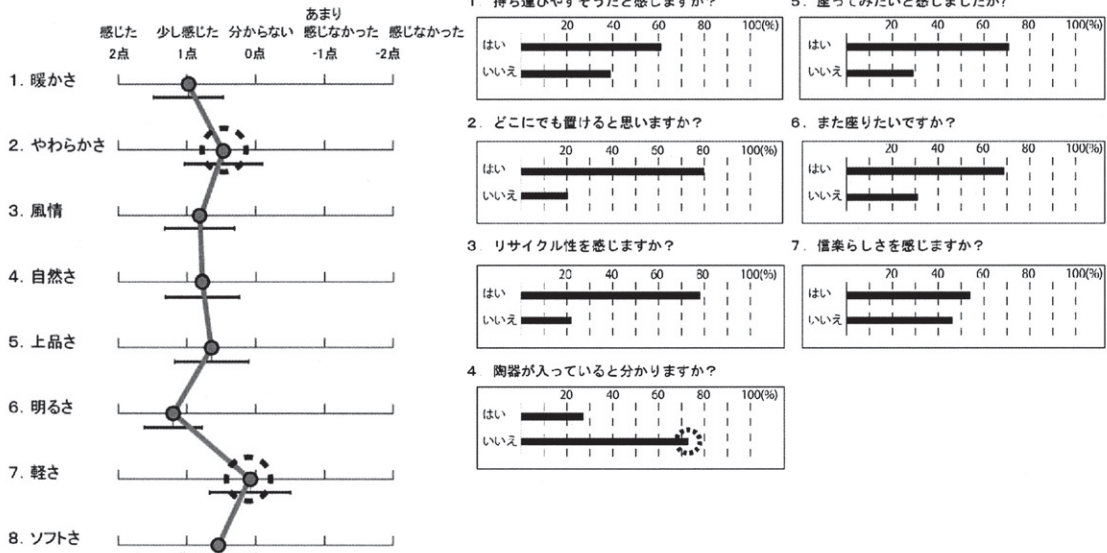 あまり
感じた 少し感じた 分からない 感じなかった 感じなかった
2点 1点 0点 -1点 -2点
1. 暖かさ
2. やわらかさ
3. 風情
4. 自然さ
5. 上品さ
6. 明るさ
7. 軽さ
8. ソフトさ
1. 持ち運びやすそうだと感じますか?
20 40 60 80 100(%)
はい
いいえ
2. どこにでも置けると思いますか?
20 40 60 80 100(%)
はい
いいえ
3. リサイクル性を感じますか?
20 40 60 80 100(%)
はい
いいえ
4. 陶器が入っていると分かりますか?
20 40 60 80 100(%)
はい
いいえ
5. 座ってみたいと感じましたか?
20 40 60 80 100(%)
はい
いいえ
6. また座りたいですか?
20 40 60 80 100(%)
はい
いいえ
7. 信楽らしさを感じますか?
20 40 60 80 100(%)
はい
いいえ